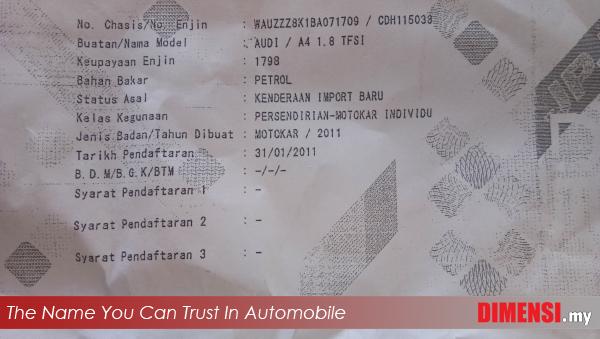 No. Chasis/No. Enjin : WAUZZZ8K1BA071709 / CDH115038
Buatan/Nama Model : AUDI / A4 1.8 TFSI
Keupayaan Enjin : 1798
Bahan Bakar : PETROL
Status Asal : KENDERAAN IMPORT BARU
Kelas Kegunaan : PERSENDIRIAN-MOTOKAR INDIVIDU
Jenis Badan/Tahun Dibuat : MOTOKAR / 2011
Tarikh Pendaftaran : 31/01/2011
B.D.M/B.G.K/BTM : -/-/-
Syarat Pendaftaran 1 : -
Syarat Pendaftaran 2 : -
Syarat Pendaftaran 3 : -
The Name You Can Trust In Automobile
DIMENSI.my